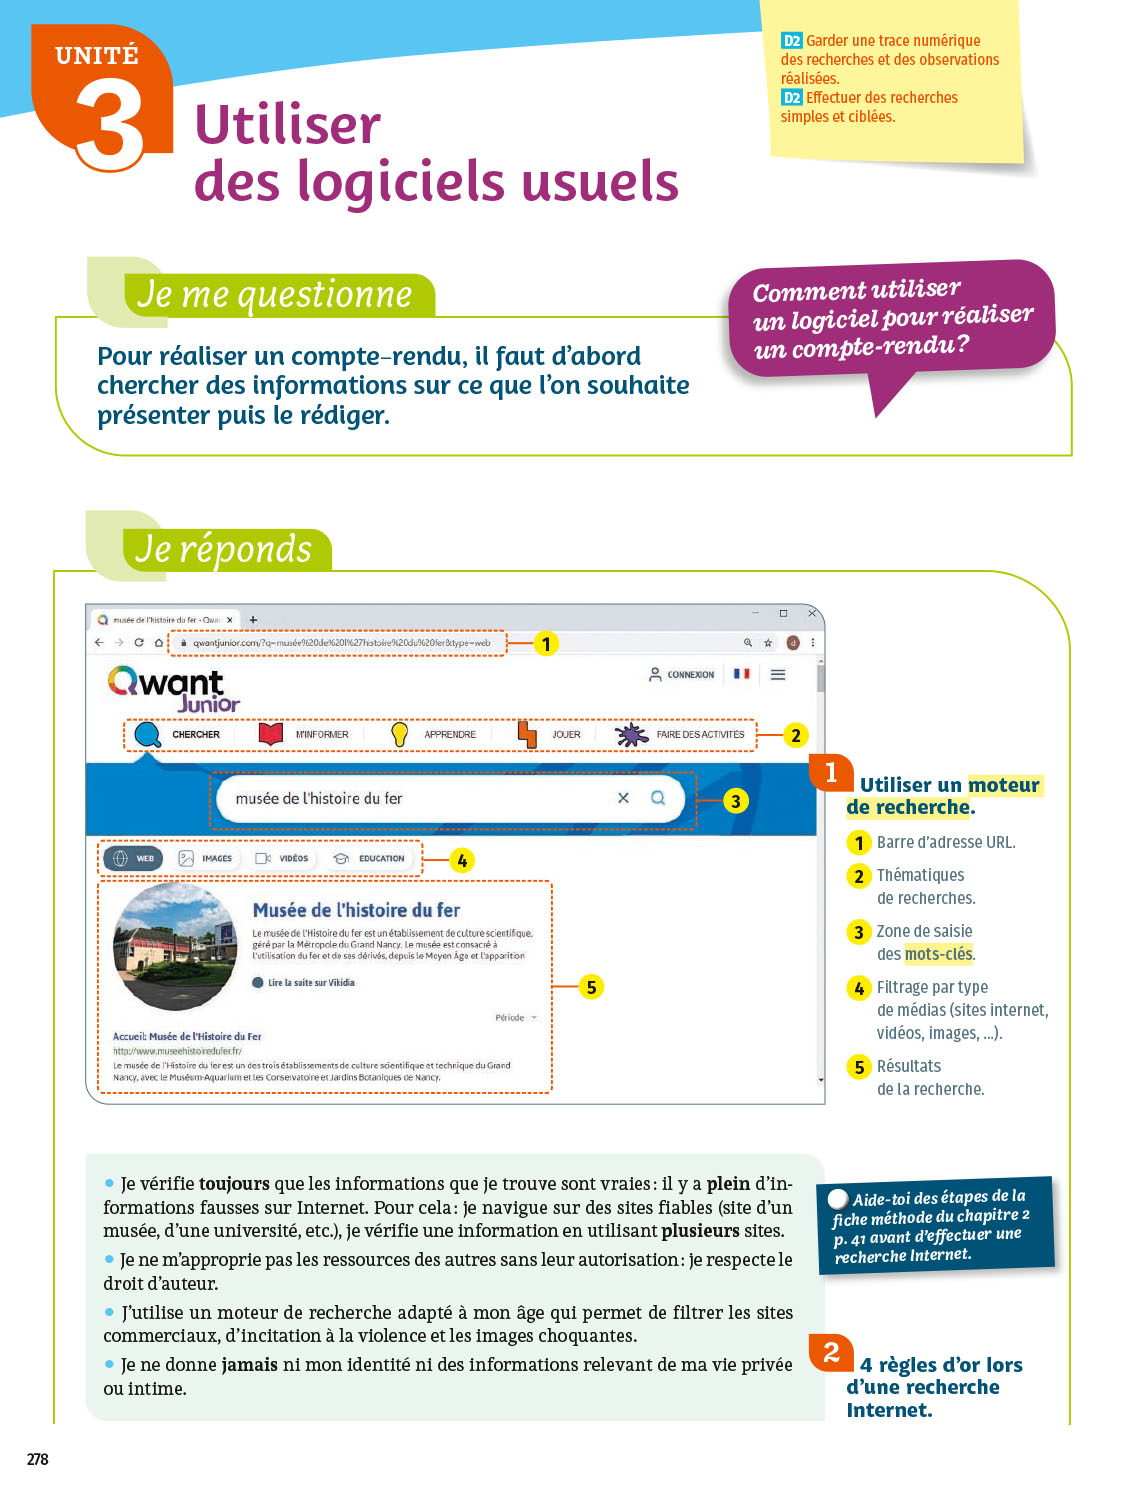 UNITÉ
3
Utiliser
des logiciels usuels
D2 Garder une trace numérique
des recherches et des observations
réalisées.
D2 Effectuer des recherches
simples et ciblées.
Je me questionne
Comment utiliser
un logiciel pour réaliser
un compte-rendu ?
Pour réaliser un compte-rendu, il faut d’abord
chercher des informations sur ce que l’on souhaite
présenter puis le rédiger.
Je réponds
musée de l'histoire du fer - Qwa
qwantjunior.com/?q=musée%20de%20l%27histoire%20du%20fer&type=web
1
Qwant
Junior
CONNEXION
CHERCHER
M'INFORMER
APPRENDRE
JOUER
FAIRE DES ACTIVITÉS
2
musée de l'histoire du fer
3
WEB
IMAGES
VIDÉOS
EDUCATION
4
Musée de l'histoire du fer
Le musée de l'Histoire du fer est un établissement de culture scientifique,
géré par la Métropole du Grand Nancy. Le musée est consacré à
l'utilisation du fer et de ses dérivés, depuis le Moyen Âge et l'apparition
Lire la suite sur Vikidia
5
Période
Accueil: Musée de l'Histoire du Fer
http://www.museehistoiredufer.fr/
Le musée de l'Histoire du fer est un des trois établissements de culture scientifique et technique du Grand
Nancy, avec le Muséum-Aquarium et les Conservatoire et Jardins Botaniques de Nancy.
1 Utiliser un moteur
de recherche.
1 Barre d’adresse URL.
2 Thématiques
de recherches.
3 Zone de saisie
des mots-clés.
4 Filtrage par type
de médias (sites internet,
vidéos, images, ...).
5 Résultats
de la recherche.
• Je vérifie toujours que les informations que je trouve sont vraies : il y a plein d’in-
formations fausses sur Internet. Pour cela : je navigue sur des sites fiables (site d’un
musée, d’une université, etc.), je vérifie une information en utilisant plusieurs sites.
• Je ne m’approprie pas les ressources des autres sans leur autorisation : je respecte le
droit d’auteur.
• J’utilise un moteur de recherche adapté à mon âge qui permet de filtrer les sites
commerciaux, d’incitation à la violence et les images choquantes.
• Je ne donne jamais ni mon identité ni des informations relevant de ma vie privée
ou intime.
Aide-toi des étapes de la
fiche méthode du chapitre 2
p. 41 avant d’effectuer une
recherche Internet.
2 4 règles d’or lors
d’une recherche
Internet.
278